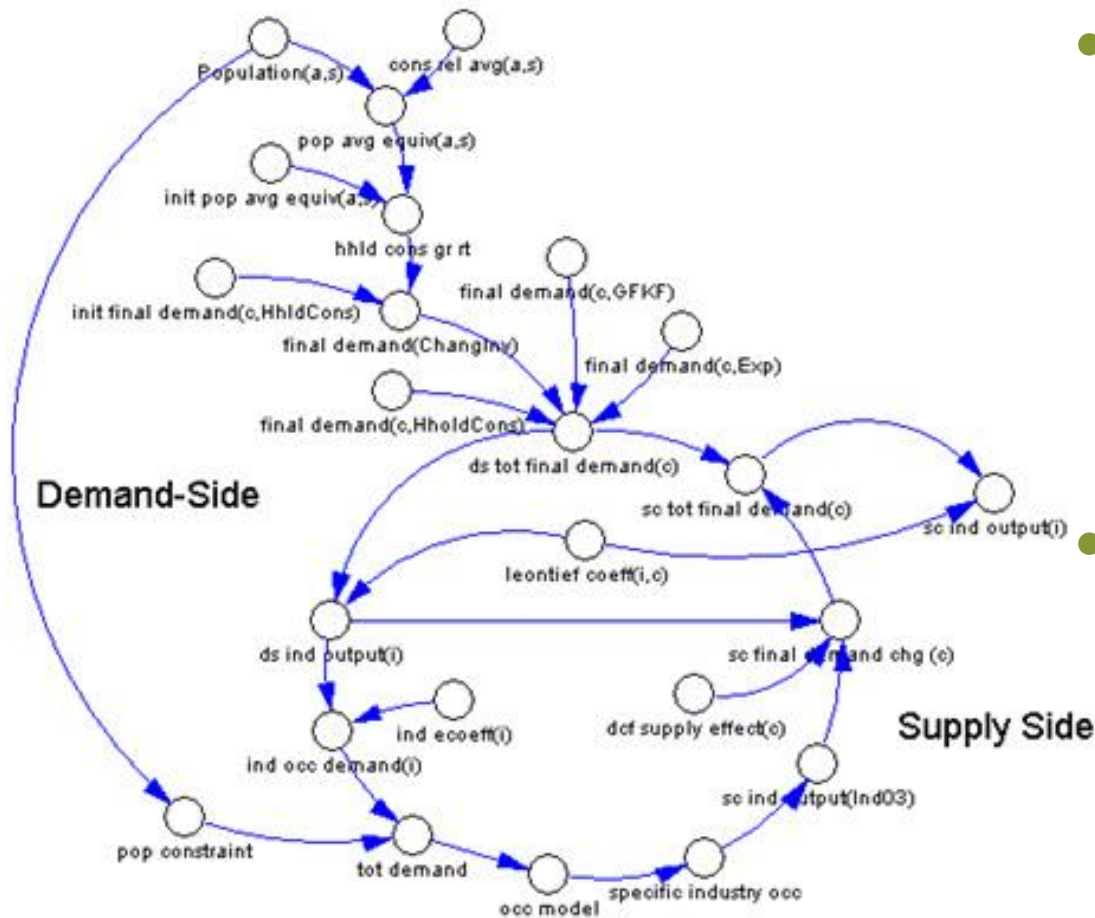 Population(a,s)
cons rel avg(a,s)
pop avg equiv(a,s)
init pop avg equiv(a,s)
hhld cons gr rt
init final demand(c,HhldCons)
final demand(c,GFKF)
final demand(ChangInv)
final demand(c,Exp)
final demand(c,HholdCons)
ds tot final demand(c)
Demand-Side
sc tot final demand(c)
sc ind output(i)
leontief coeff(i,c)
ds ind output(i)
sc final demand chg (c)
ind ecoeff(i)
dcf supply effect(c)
Supply Side
ind occ demand(i)
sc ind output(Ind03)
pop constraint
tot demand
specific industry occ
occ model